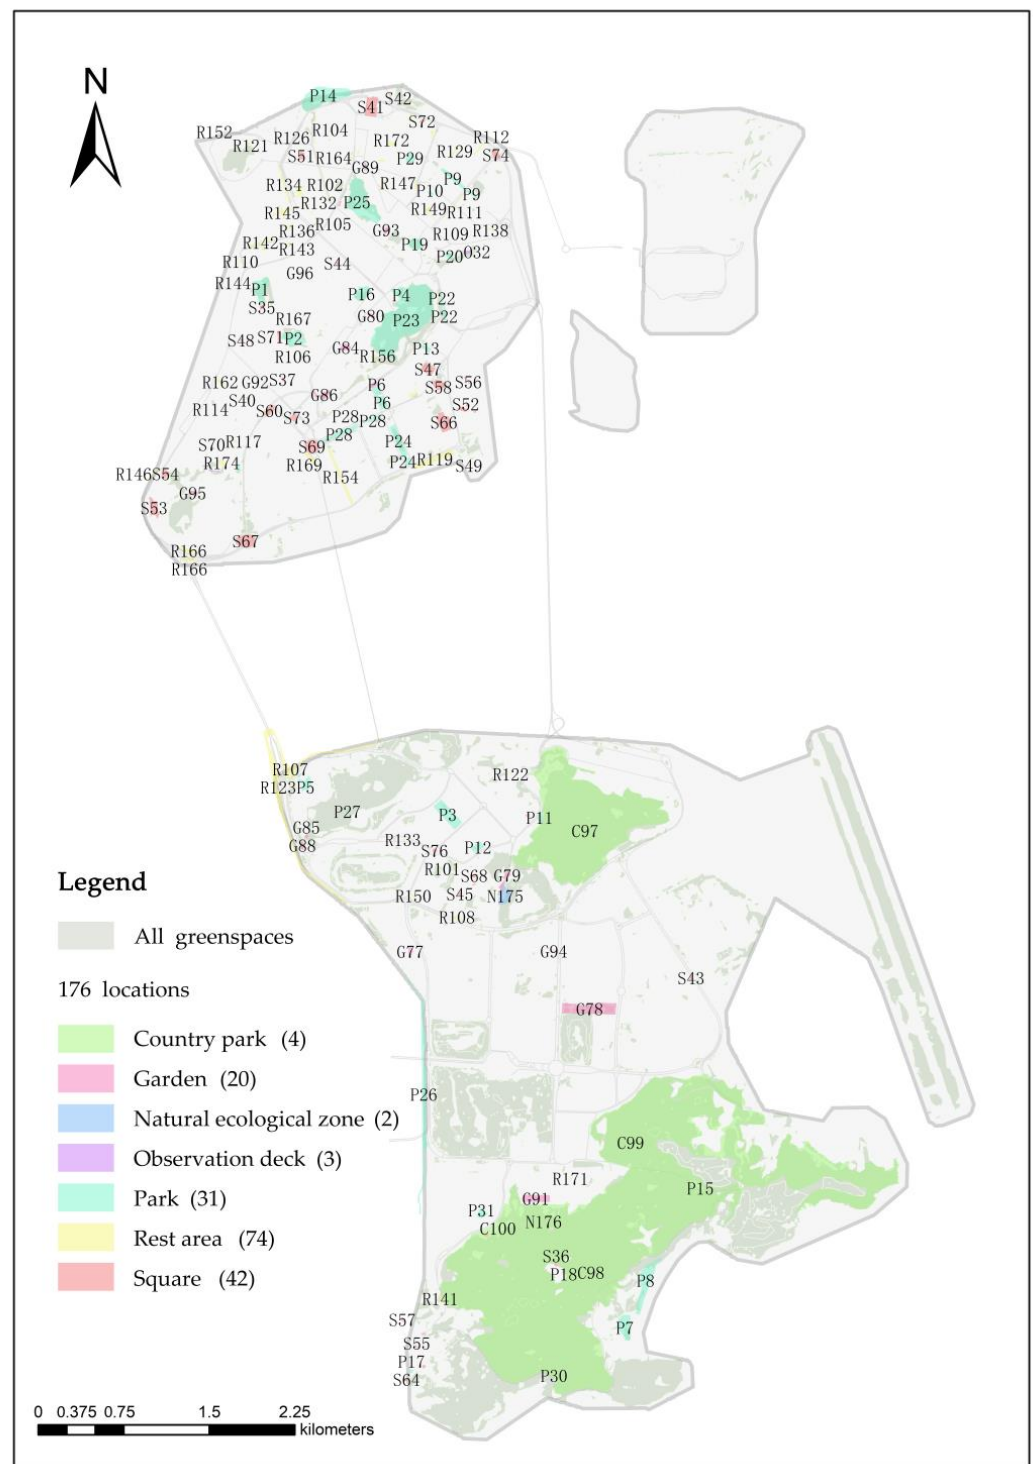 N
P14
S41
S42
S72
R152
R121
R126
R104
R172
R112
S51
R164
P29
R129
S74
G89
R134
R102
R147
P10
P9
P9
R132
P25
R145
R149
R111
R136
R105
G93
R109
R138
R142
R143
P19
P20
O32
R110
S44
G96
R144
P1
P16
P4
P22
S35
G80
P23
P22
R167
S48
S71
P2
G84
R156
P13
R106
S47
R162
G92
S37
P6
S58
S56
S40
G86
P6
S52
R114
S60
S73
P28
P28
S66
S70
R117
P28
P24
S69
R174
R169
P24
R119
S49
R146
S54
R154
G95
S53
S67
R166
R166
R107
R123
P5
R122
P27
P3
P11
G85
C97
G88
R133
S76
P12
R101
S68
G79
R150
S45
N175
R108
G77
G94
S43
G78
P26
C99
R171
P15
G91
P31
N176
C100
S36
P18
C98
P8
R141
S57
P7
S55
P17
S64
P30
Legend
All greenspaces
176 locations
Country park (4)
Garden (20)
Natural ecological zone (2)
Observation deck (3)
Park (31)
Rest area (74)
Square (42)
0 0.375 0.75 1.5 2.25
kilometers